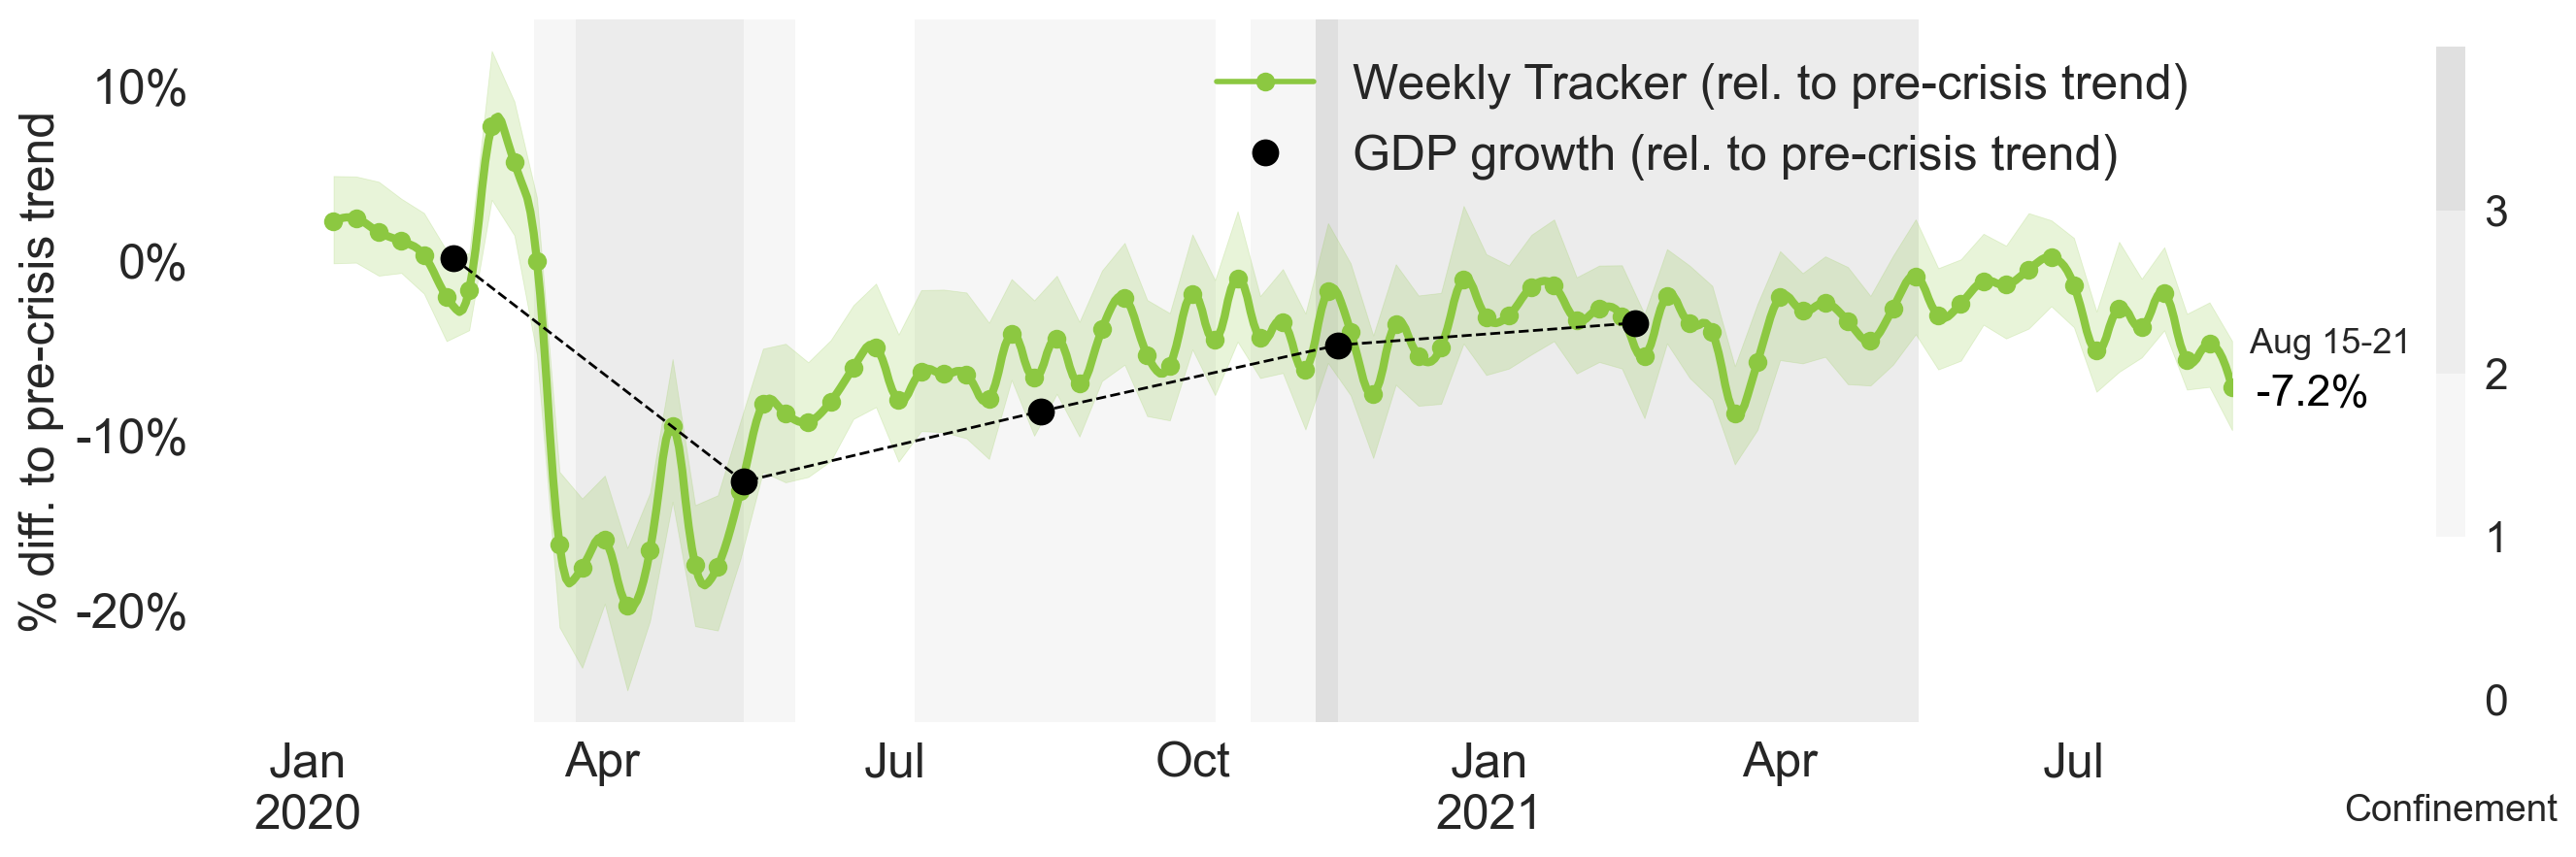 Weekly Tracker (rel. to pre-crisis trend)
GDP growth (rel. to pre-crisis trend)
% diff. to pre-crisis trend
10%
0%
-10%
-20%
Aug 15-21
-7.2%
3
2
1
0
Jan Apr Jul Oct Jan Apr Jul
2020 2021
Confinement